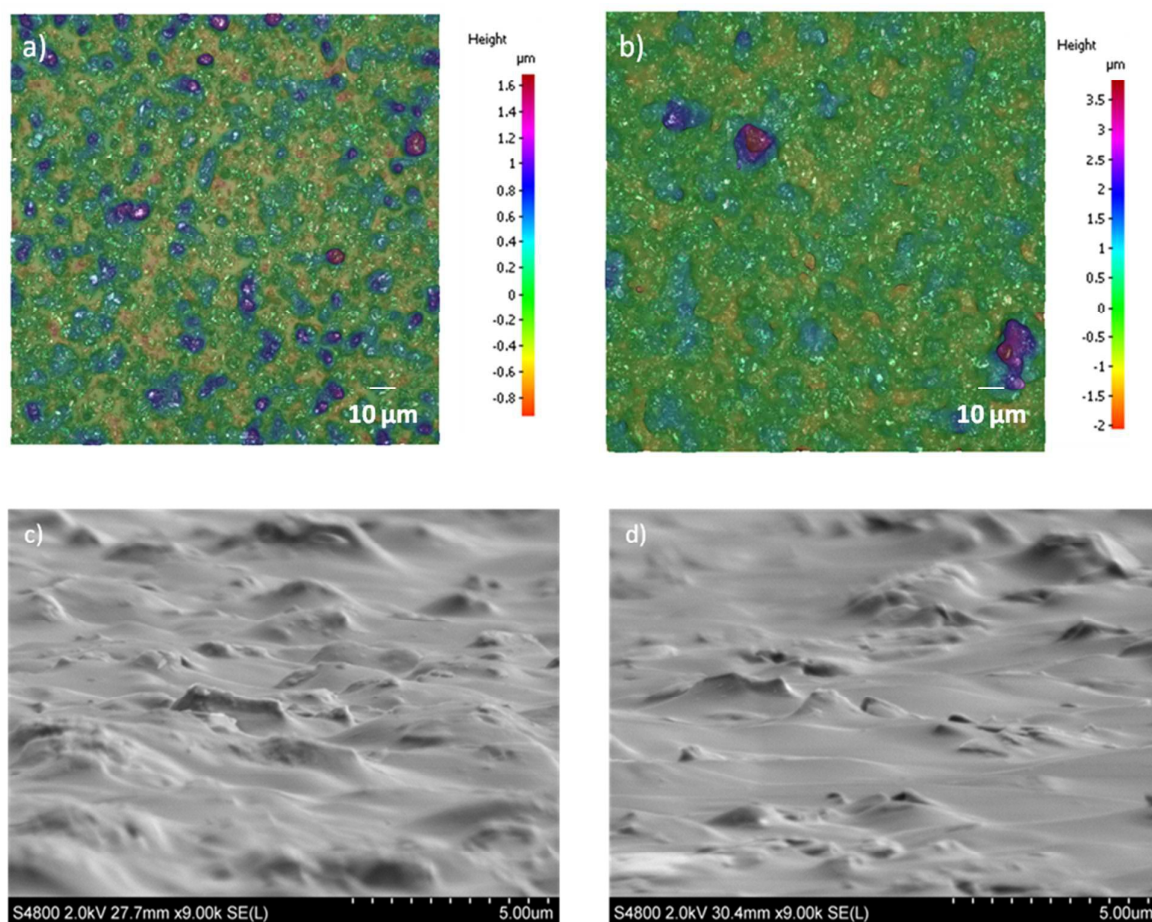 a)
Height
µm
1.6
1.4
1.2
1
0.8
0.6
0.4
0.2
0
-0.2
-0.4
-0.6
-0.8
10 µm
b)
Height
µm
3.5
3
2.5
2
1.5
1
0.5
0
-0.5
-1
-1.5
-2
10 µm
c)
S4800 2.0kV 27.7mm x9.00k SE(L)
5.00um
d)
S4800 2.0kV 30.4mm x9.00k SE(L)
5.00um